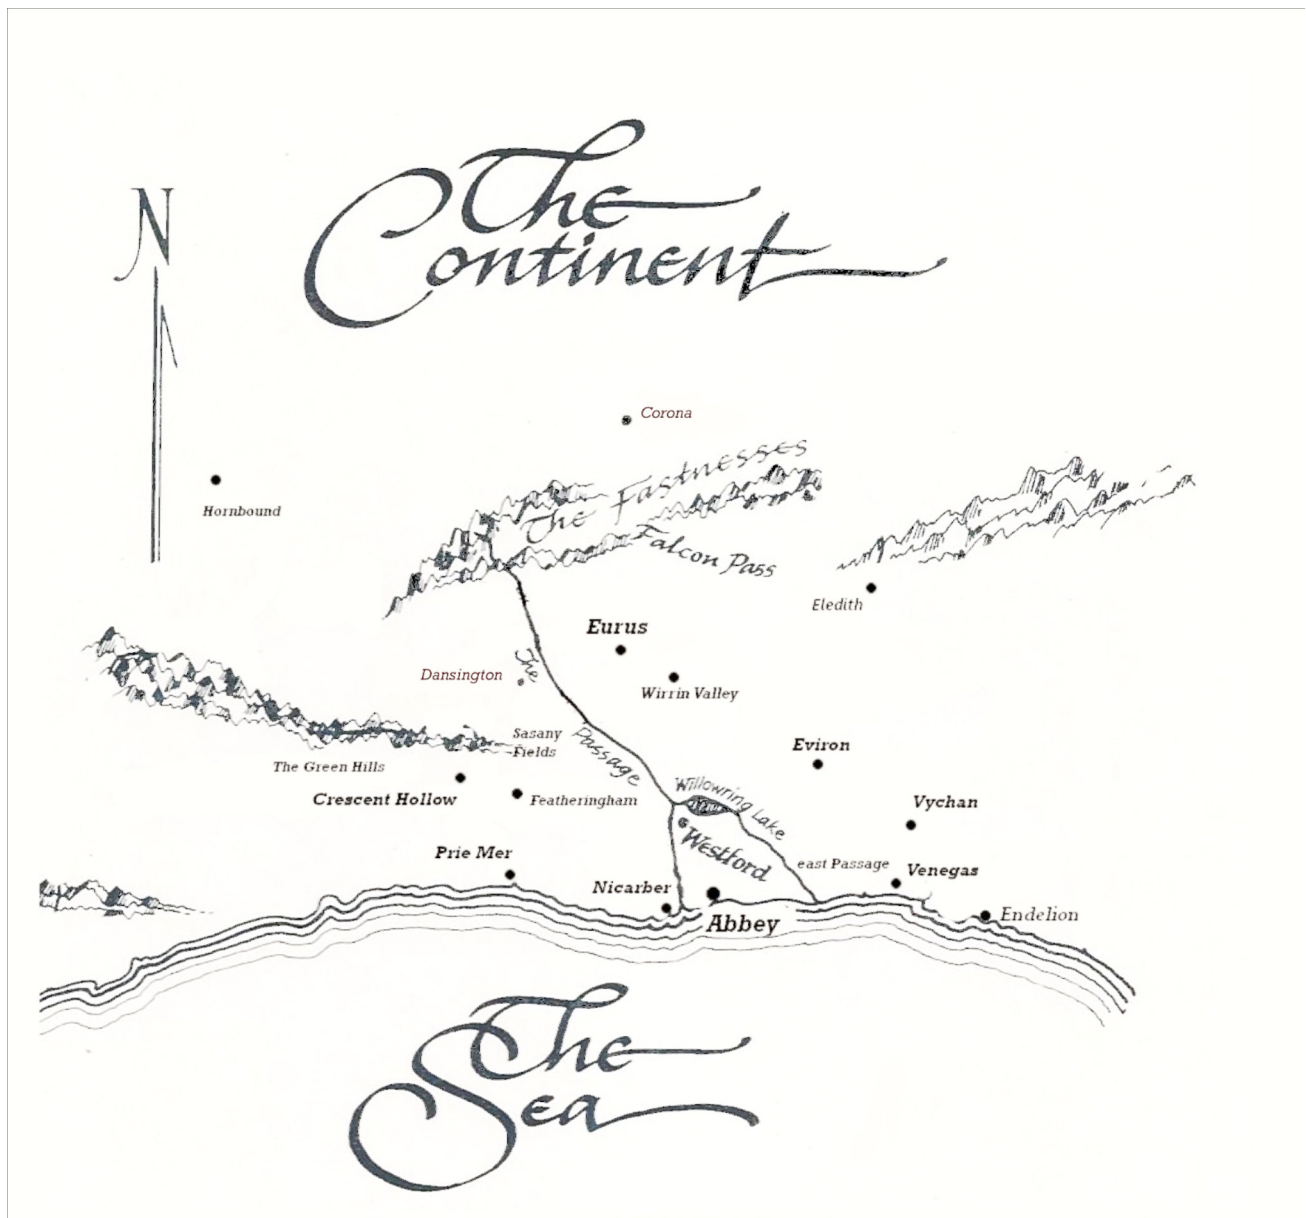 The
Continent
N
Corona
The Fastnesses
Hornbound
Falcon Pass
Eledith
Eurus
The
Dansington
Wirrin Valley
Sasany
Fields
Passage
Eviron
The Green Hills
Crescent Hollow
Featheringham
Willowring Lake
Vychan
Westford
Prie Mer
east Passage
Venegas
Nicarber
Abbey
Endelion
The
Sea